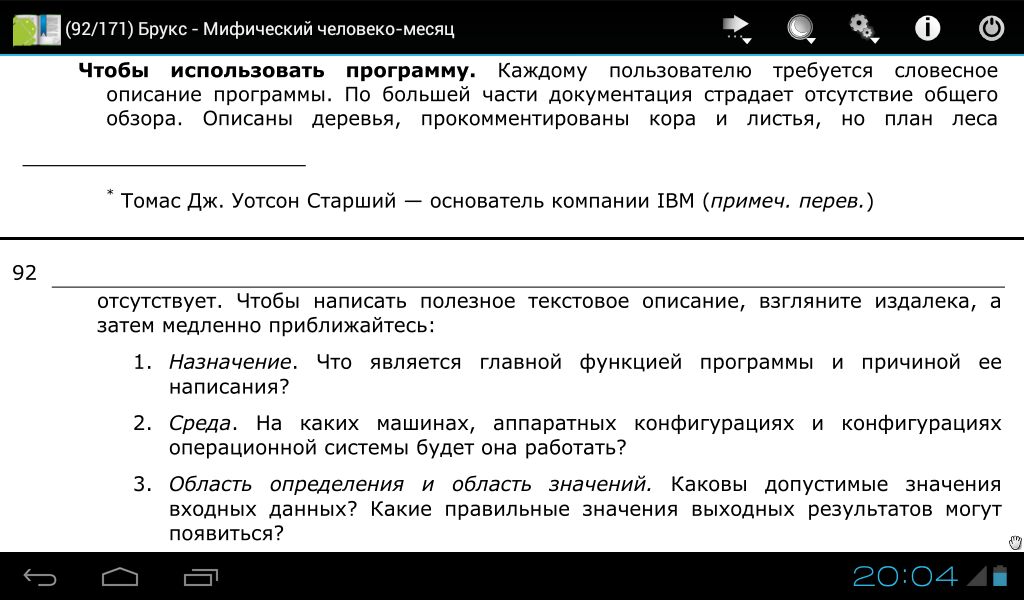 (92/171) Брукс - Мифический человеко-месяц
Чтобы использовать программу. Каждому пользователю требуется словесное
описание программы. По большей части документация страдает отсутствие общего
обзора. Описаны деревья, прокомментированы кора и листья, но план леса
* Томас Дж. Уотсон Старший — основатель компании IBM (примеч. перев.)
92
отсутствует. Чтобы написать полезное текстовое описание, взгляните издалека, а
затем медленно приближайтесь:
1. Назначение. Что является главной функцией программы и причиной ее
написания?
2. Среда. На каких машинах, аппаратных конфигурациях и конфигурациях
операционной системы будет она работать?
3. Область определения и область значений. Каковы допустимые значения
входных данных? Какие правильные значения выходных результатов могут
появиться?
20:04